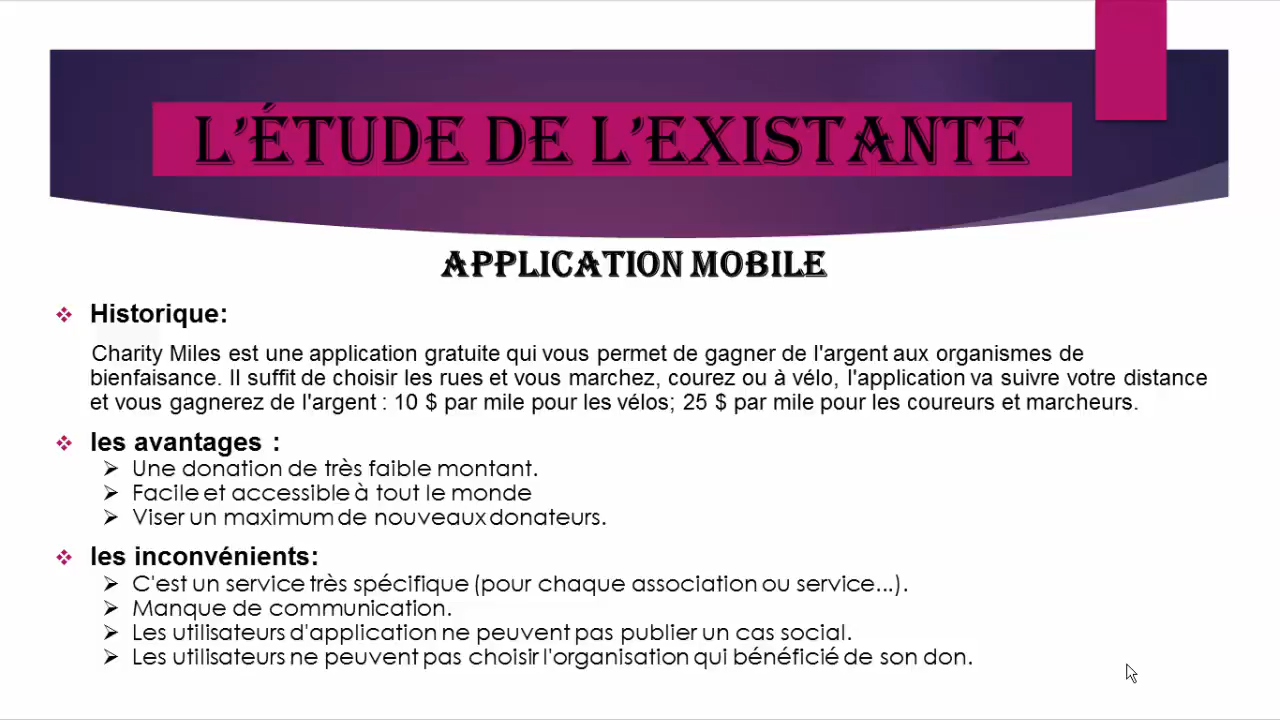 L'ÉTUDE DE L'EXISTANTE
APPLICATION MOBILE
Historique:
Charity Miles est une application gratuite qui vous permet de gagner de l'argent aux organismes de
bienfaisance. Il suffit de choisir les rues et vous marchez, courez ou à vélo, l'application va suivre votre distance
et vous gagnerez de l'argent : 10 $ par mile pour les vélos; 25 $ par mile pour les coureurs et marcheurs.
les avantages :
Une donation de très faible montant.
Facile et accessible à tout le monde
Viser un maximum de nouveaux donateurs.
les inconvénients:
C'est un service très spécifique (pour chaque association ou service...).
Manque de communication.
Les utilisateurs d'application ne peuvent pas publier un cas social.
Les utilisateurs ne peuvent pas choisir l'organisation qui bénéficié de son don.